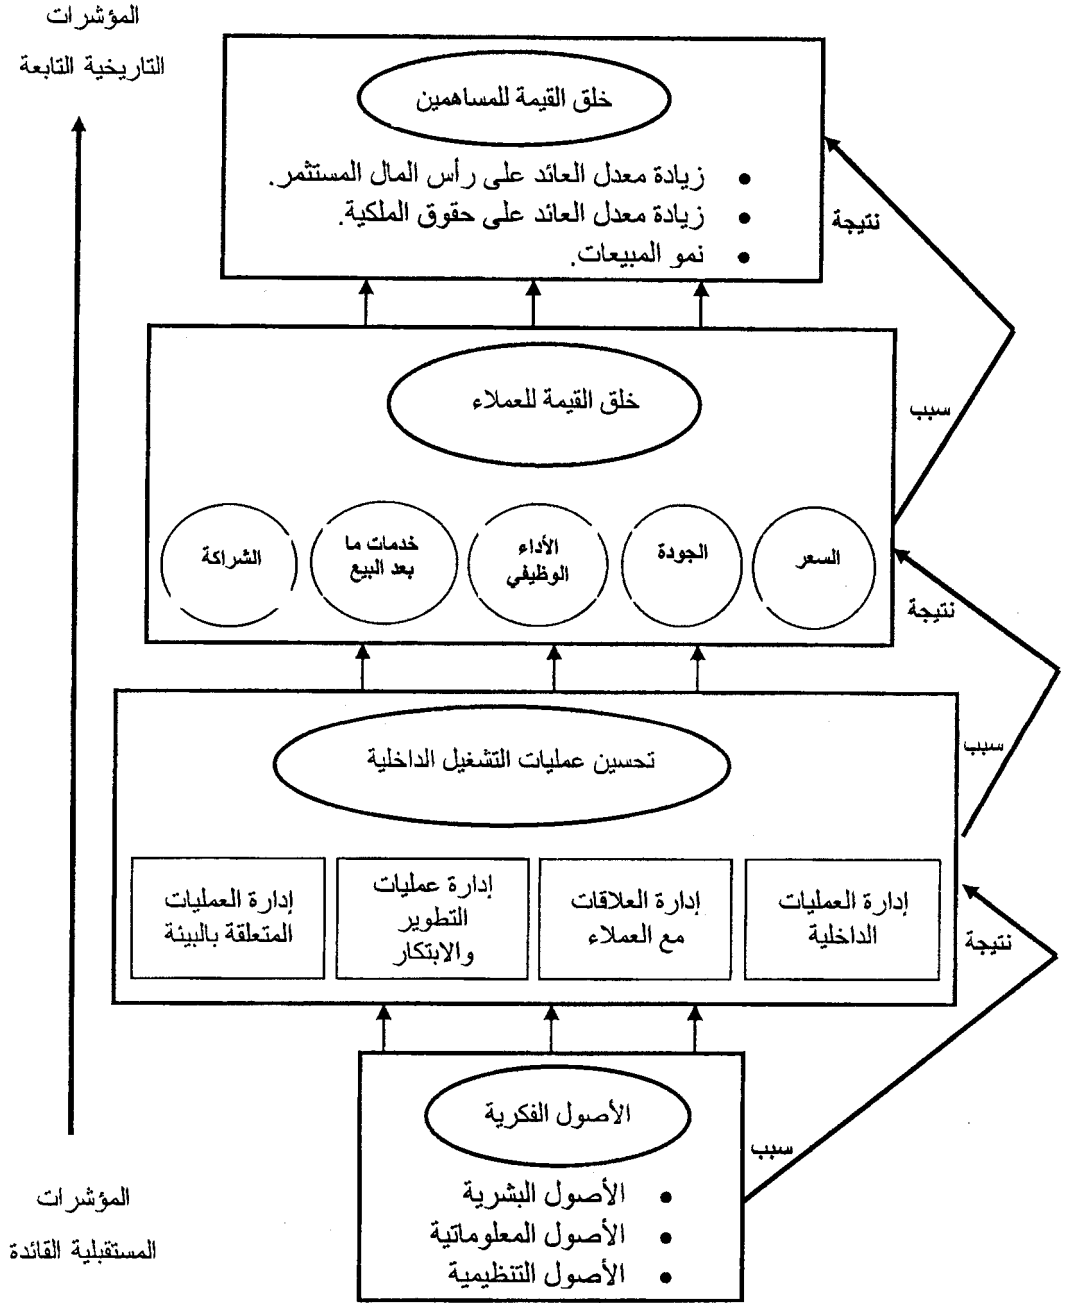 المؤشرات
التاريخية التابعة
خلق القيمة للمساهمين
• زيادة معدل العائد على رأس المال المستثمر.
• زيادة معدل العائد على حقوق الملكية.
• نمو المبيعات.
نتيجة
خلق القيمة للعملاء
سبب
السعر
الجودة
الأداء
الوظيفي
خدمات ما
بعد البيع
الشراكة
نتيجة
تحسين عمليات التشغيل الداخلية
سبب
إدارة العمليات
الداخلية
إدارة العلاقات
مع العملاء
إدارة عمليات
التطوير
والابتكار
إدارة العمليات
المتعلقة بالبيئة
نتيجة
الأصول الفكرية
سبب
• الأصول البشرية
• الأصول المعلوماتية
• الأصول التنظيمية
المؤشرات
المستقبلية القائدة